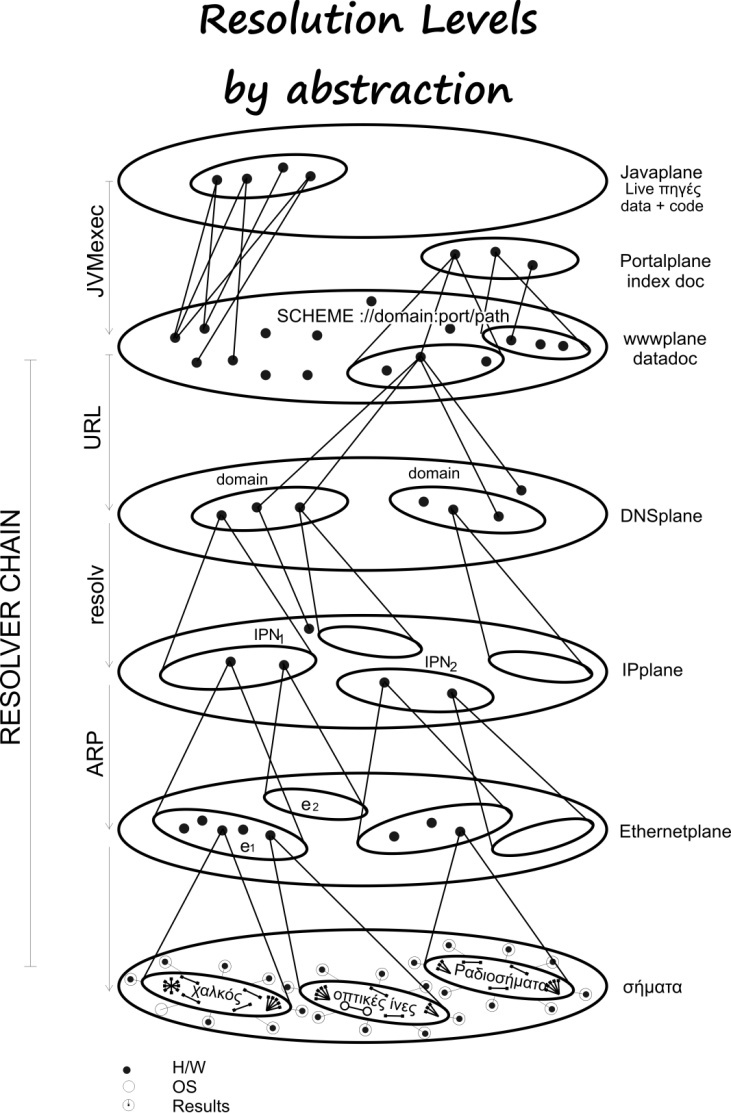 Resolution Levels
by abstraction
Javaplane
Live πηγές
data + code
JVMexec
Portalplane
index doc
SCHEME ://domain:port/path
wwwplane
datadoc
RESOLVER CHAIN
URL
domain
domain
DNSplane
resolv
IPN1
IPN2
IPplane
ARP
e2
e1
Ethernetplane
χαλκός
οπτικές ίνες
Ραδιοσήματα
σήματα
H/W
OS
Results